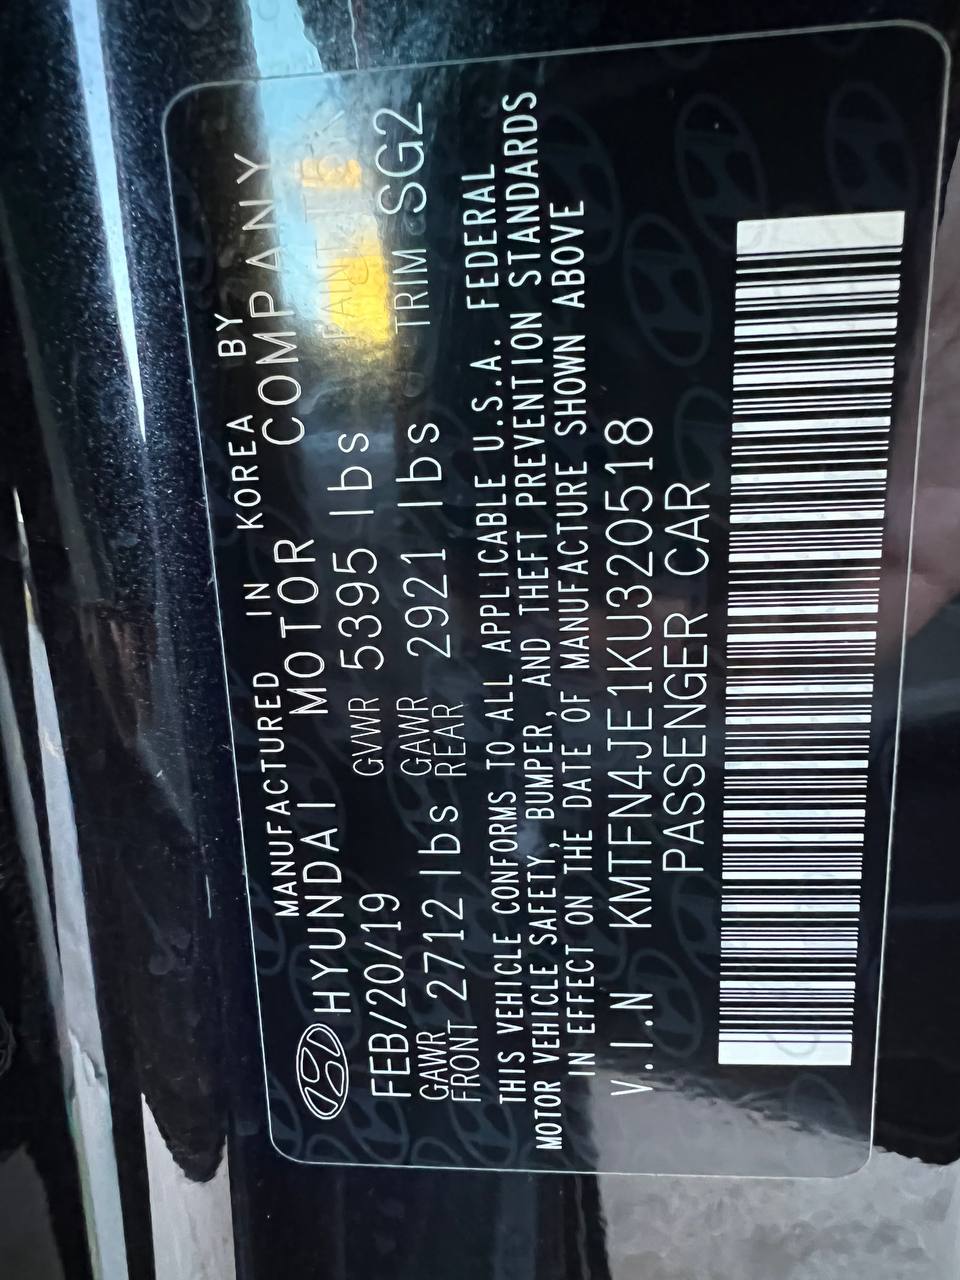 MANUFACTURED IN KOREA BY
HYUNDAI MOTOR COMPANY
FEB/20/19 GVWR 5395 lbs PAINT
GAWR FRONT 2712 lbs GAWR REAR 2921 lbs TRIM SG2
THIS VEHICLE CONFORMS TO ALL APPLICABLE U.S.A. FEDERAL
MOTOR VEHICLE SAFETY, BUMPER, AND THEFT PREVENTION STANDARDS
IN EFFECT ON THE DATE OF MANUFACTURE SHOWN ABOVE
V.I.N KMTFN4JE1KU320518
PASSENGER CAR